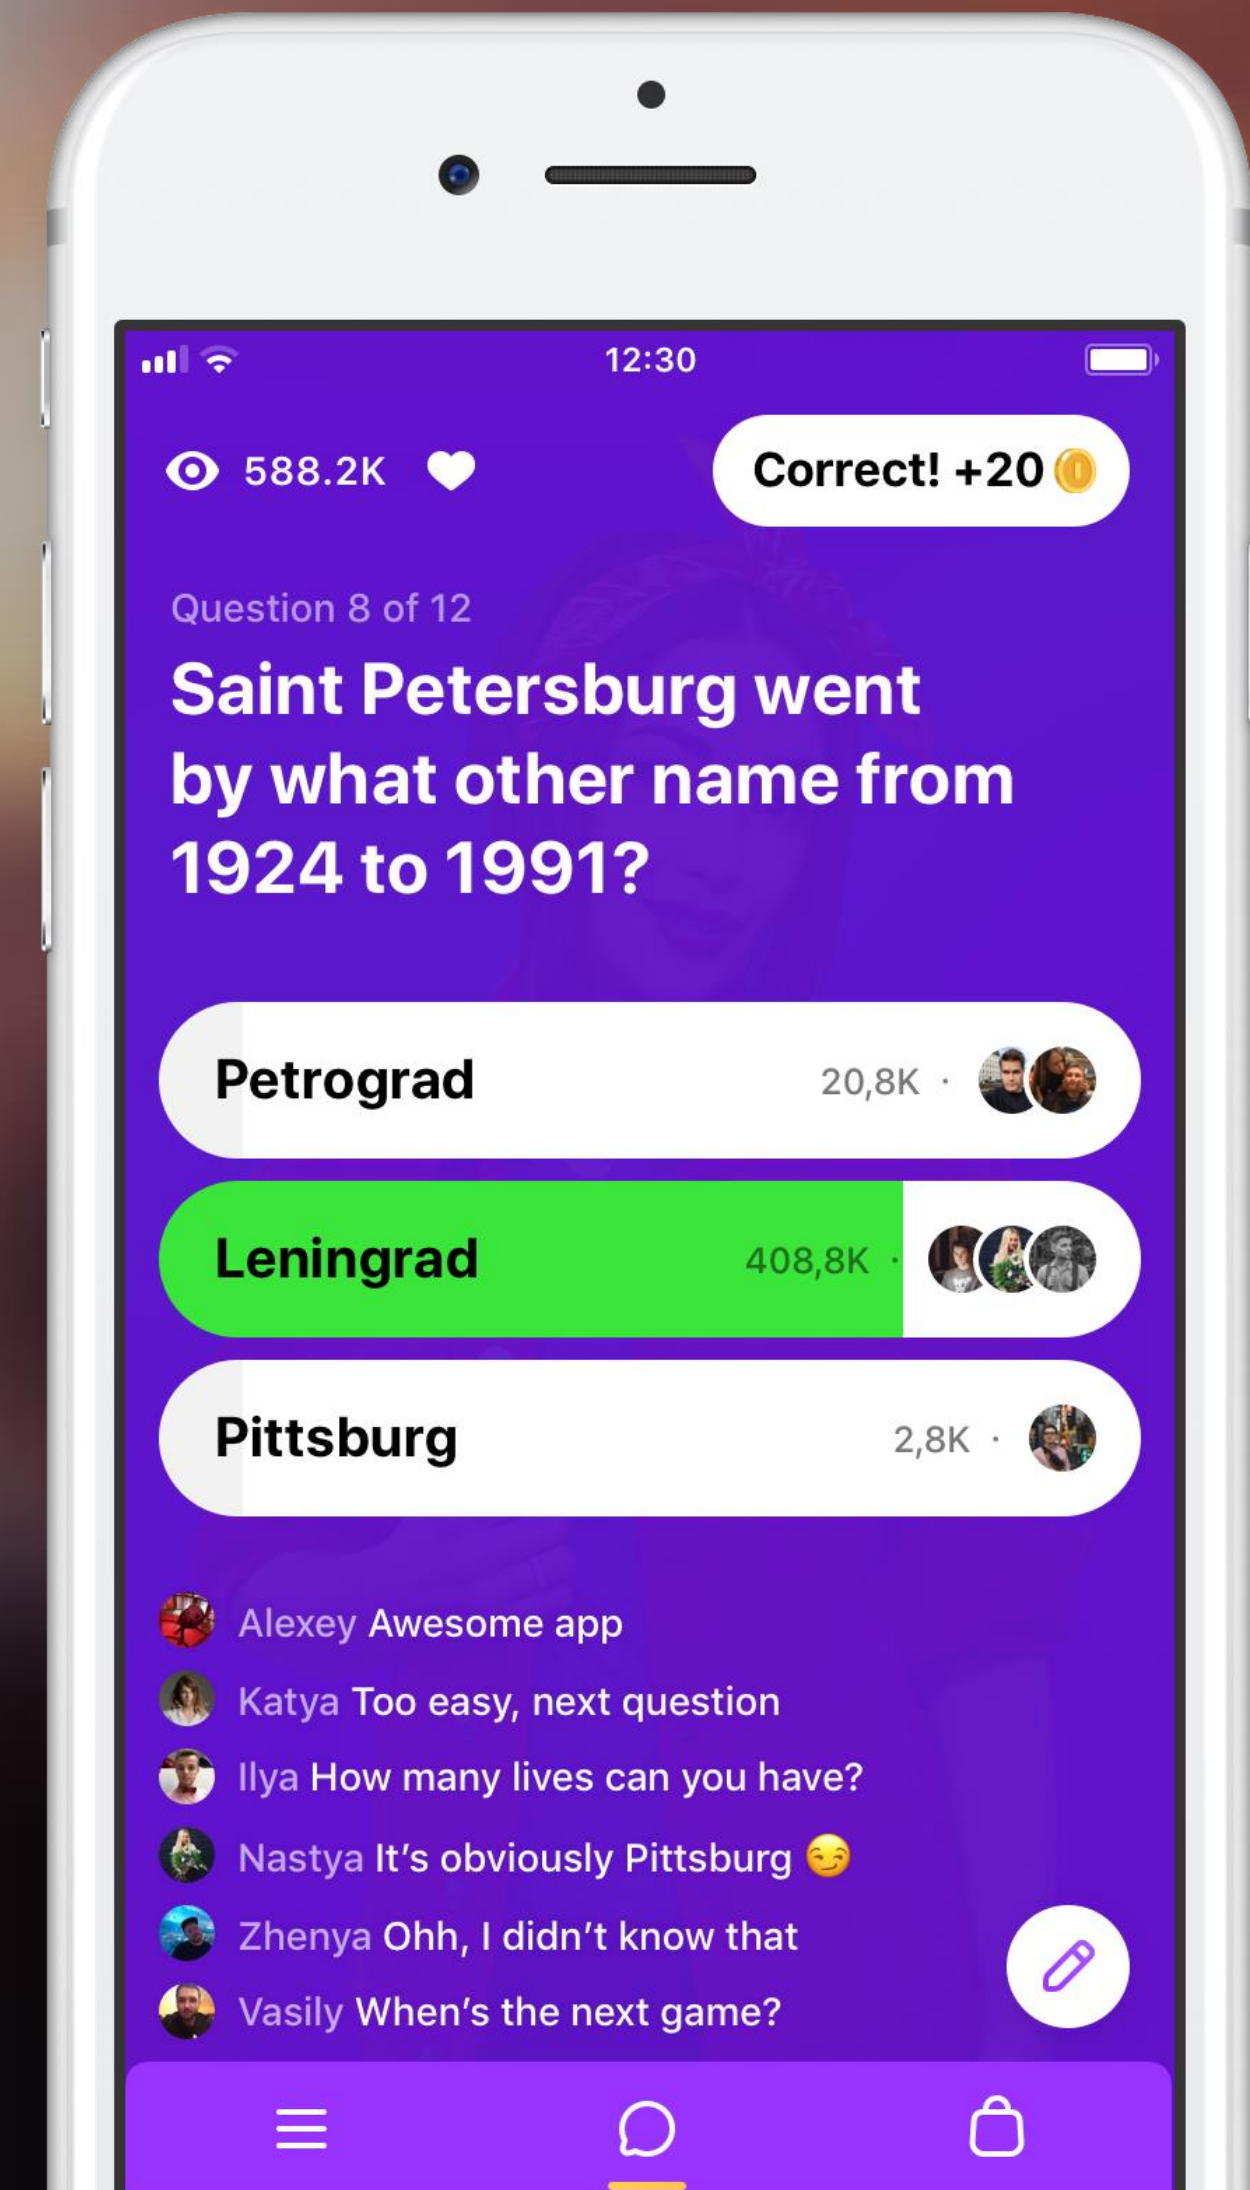 12:30
588.2K
Correct! +20
Question 8 of 12
Saint Petersburg went
by what other name from
1924 to 1991?
Petrograd 20,8K ·
Leningrad 408,8K ·
Pittsburg 2,8K ·
Alexey Awesome app
Katya Too easy, next question
Ilya How many lives can you have?
Nastya It's obviously Pittsburg 😏
Zhenya Ohh, I didn't know that
Vasily When's the next game?